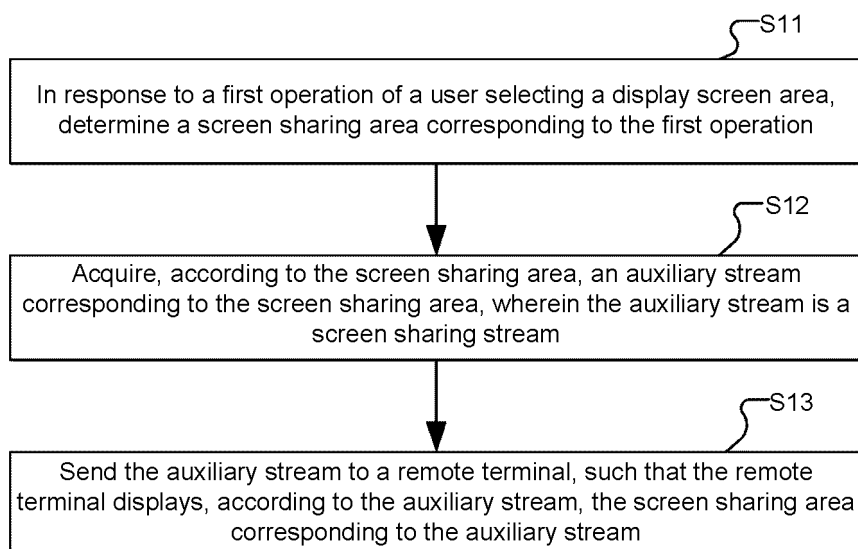 S11
In response to a first operation of a user selecting a display screen area,
determine a screen sharing area corresponding to the first operation
S12
Acquire, according to the screen sharing area, an auxiliary stream
corresponding to the screen sharing area, wherein the auxiliary stream is a
screen sharing stream
S13
Send the auxiliary stream to a remote terminal, such that the remote
terminal displays, according to the auxiliary stream, the screen sharing area
corresponding to the auxiliary stream